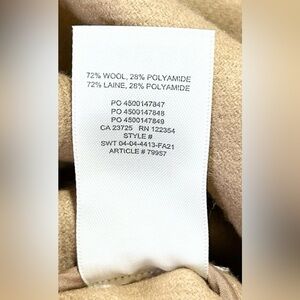 72% WOOL, 28% POLYAMIDE
72% LAINE, 28% POLYAMIDE
PO 4500147847
PO 4500147848
PO 4500147849
CA 23725 RN 122354
STYLE #
SWT 04-04-4413-FA21
ARTICLE # 79957